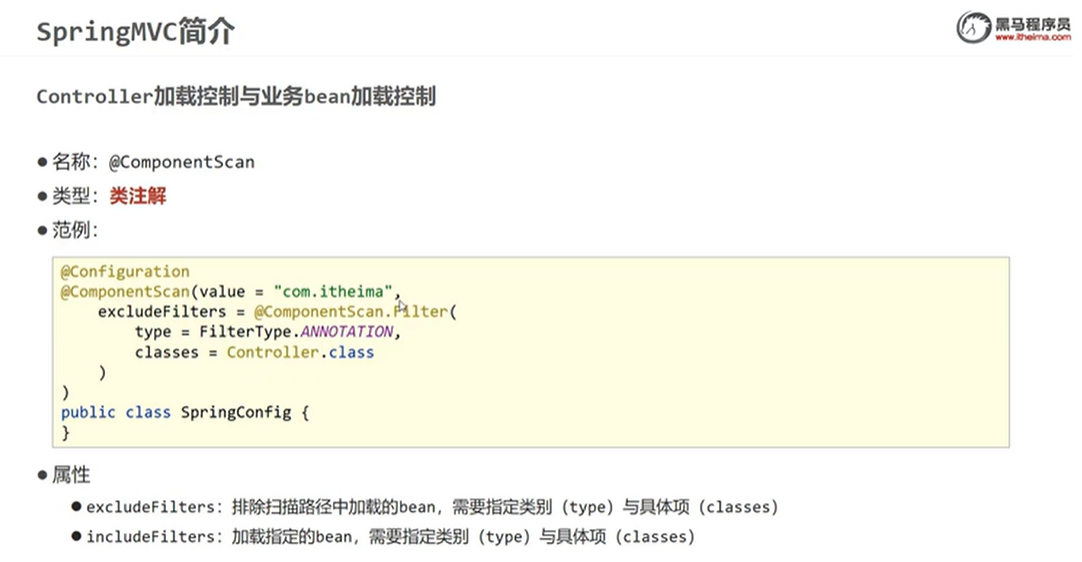 SpringMVC简介
黑马程序员
www.itheima.com
Controller加载控制与业务bean加载控制
● 名称：@ComponentScan
● 类型：类注解
● 范例：
@Configuration
@ComponentScan(value = "com.itheima",
    excludeFilters = @ComponentScan.Filter(
        type = FilterType.ANNOTATION,
        classes = Controller.class
    )
)
public class SpringConfig {
}
● 属性
● excludeFilters：排除扫描路径中加载的bean，需要指定类别（type）与具体项（classes）
● includeFilters：加载指定的bean，需要指定类别（type）与具体项（classes）